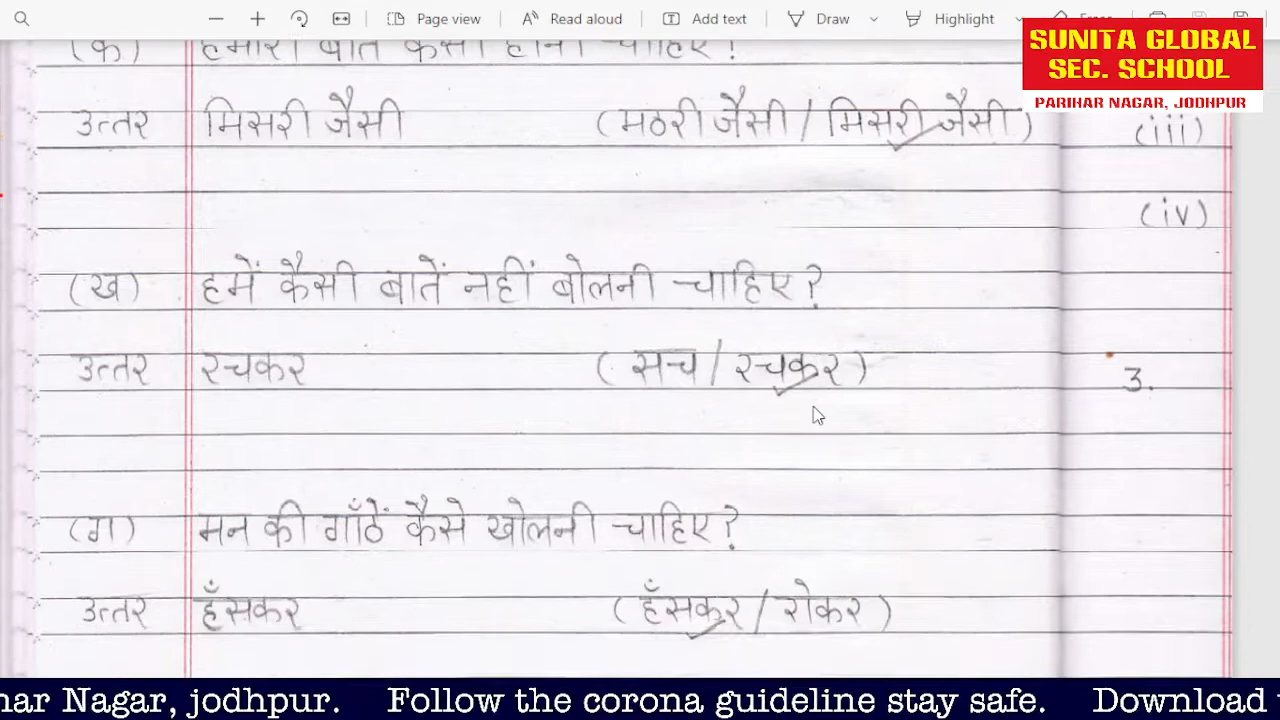 Page view Read aloud Add text Draw Highlight Erase
SUNITA GLOBAL
SEC. SCHOOL
PARIHAR NAGAR, JODHPUR
(क) हमारी बातें कैसी होनी चाहिए?
उत्तर मिसरी जैसी (मठरी जैसी / मिसरी जैसी)
(iii)
(iv)
(ख) हमें कैसी बातें नहीं बोलनी चाहिए?
उत्तर रचकर (सच / रचकर)
3.
(ग) मन की गाँठें कैसे खोलनी चाहिए?
उत्तर हँसकर (हँसकर / रोकर)
nar Nagar, jodhpur. Follow the corona guideline stay safe. Download